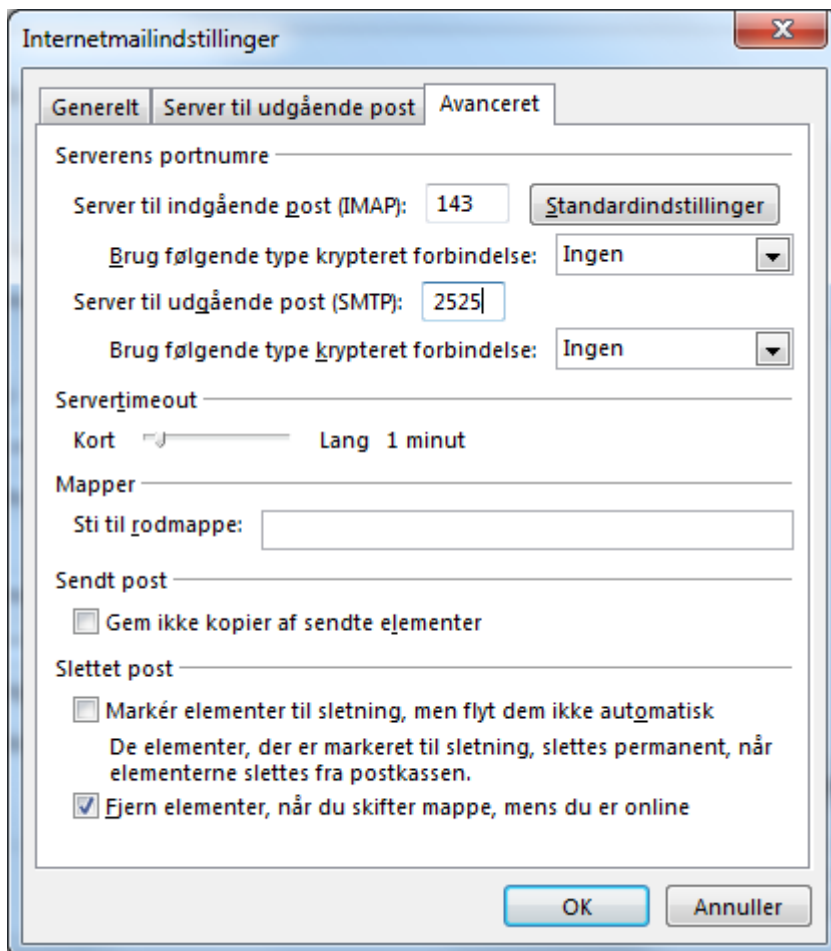 Internetmailindstillinger
Generelt Server til udgående post Avanceret
Serverens portnumre
Server til indgående post (IMAP): 143 Standardindstillinger
Brug følgende type krypteret forbindelse: Ingen
Server til udgående post (SMTP): 2525
Brug følgende type krypteret forbindelse: Ingen
Servertimeout
Kort Lang 1 minut
Mapper
Sti til rodmappe:
Sendt post
Gem ikke kopier af sendte elementer
Slettet post
Markér elementer til sletning, men flyt dem ikke automatisk
De elementer, der er markeret til sletning, slettes permanent, når
elementerne slettes fra postkassen.
Fjern elementer, når du skifter mappe, mens du er online
OK Annuller